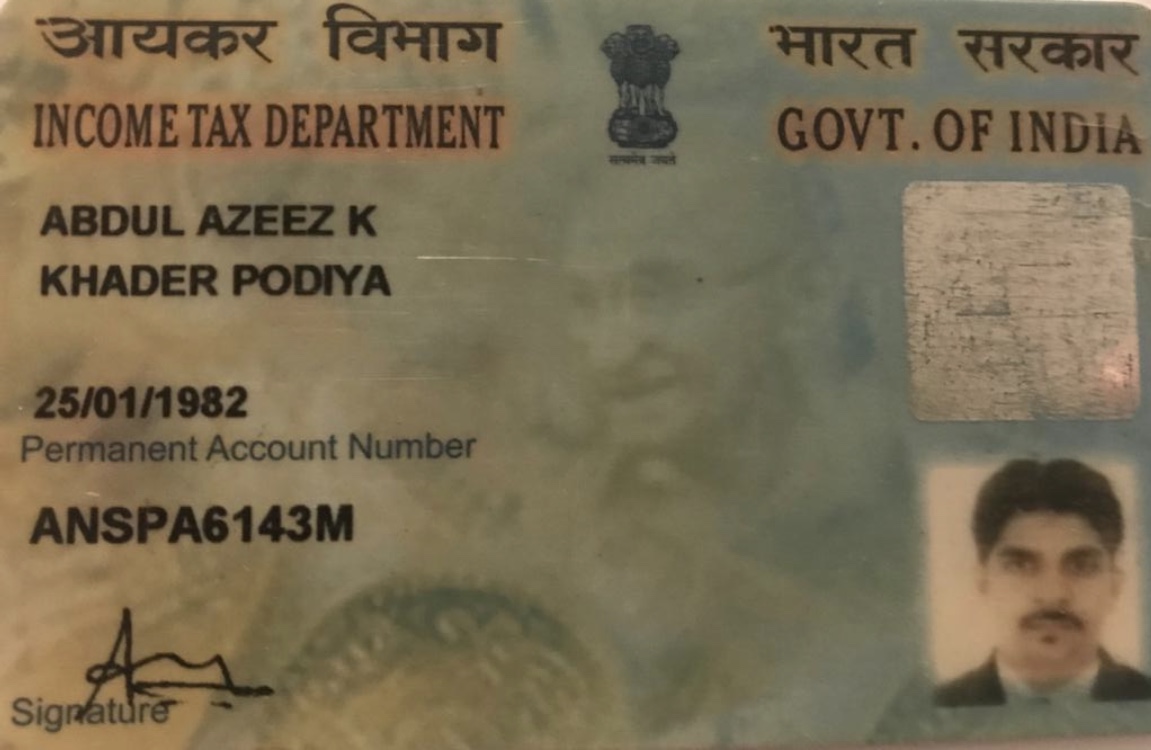 आयकर विभाग
भारत सरकार
INCOME TAX DEPARTMENT
GOVT. OF INDIA
सत्यमेव जयते
ABDUL AZEEZ K
KHADER PODIYA
25/01/1982
Permanent Account Number
ANSPA6143M
Signature